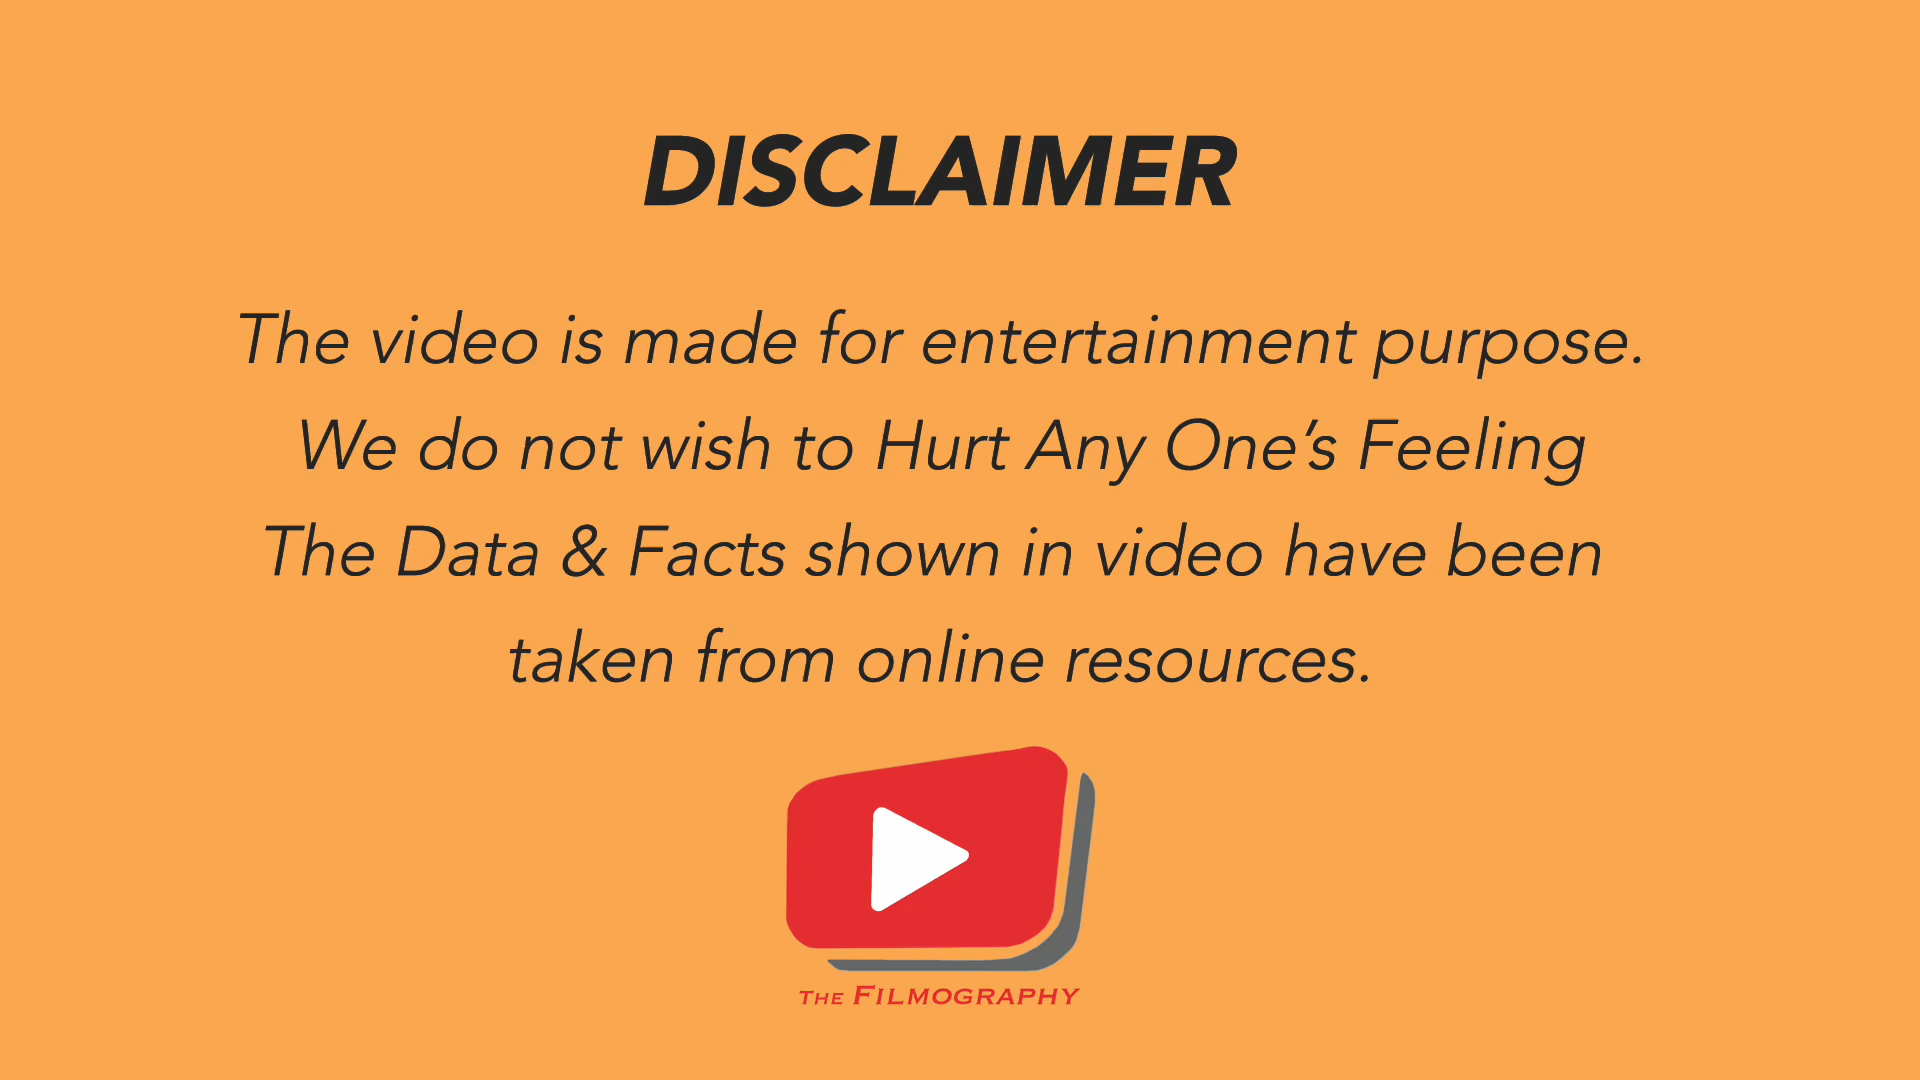 DISCLAIMER
The video is made for entertainment purpose.
We do not wish to Hurt Any One’s Feeling
The Data & Facts shown in video have been
taken from online resources.
THE FILMOGRAPHY